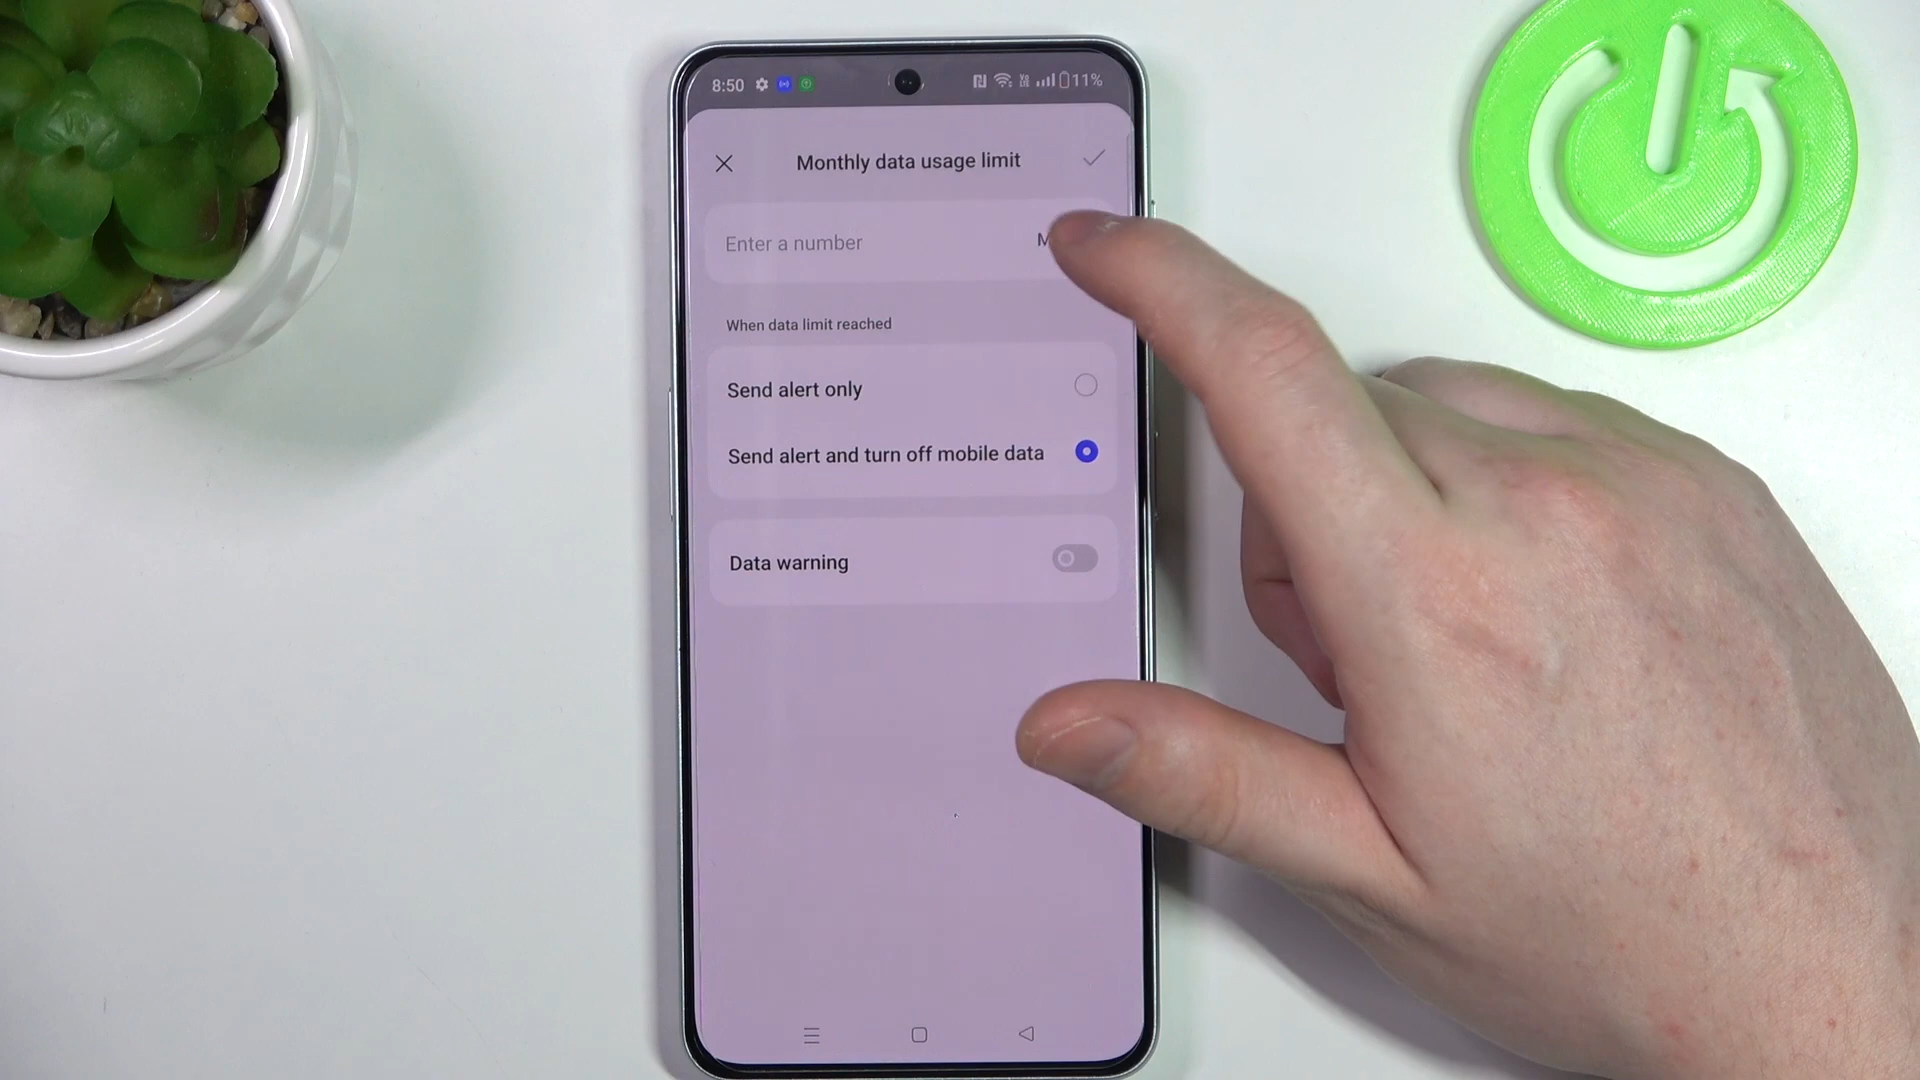 8:50 11%
Monthly data usage limit
Enter a number
When data limit reached
Send alert only
Send alert and turn off mobile data
Data warning